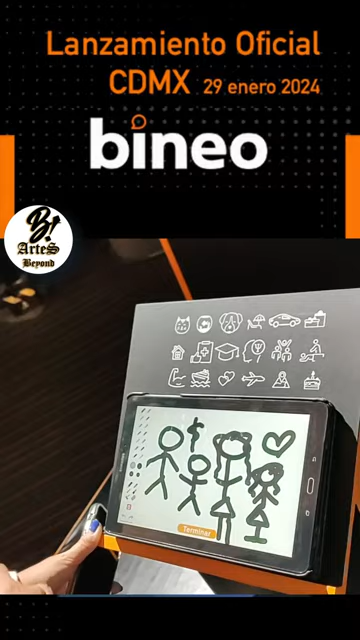 Lanzamiento Oficial
CDMX 29 enero 2024
bineo
B!
ArteS
Beyond
Terminar